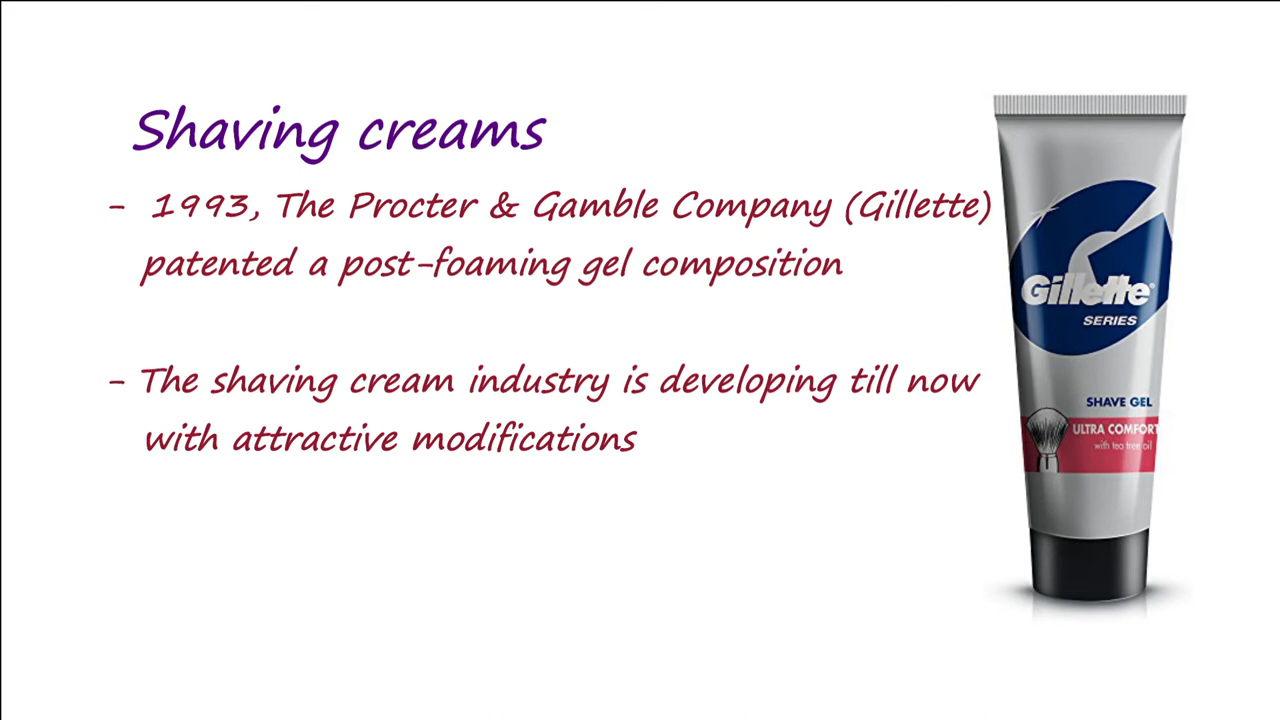 Shaving creams
- 1993, The Procter & Gamble Company (Gillette)
patented a post-foaming gel composition
- The shaving cream industry is developing till now
with attractive modifications
Gillette
SERIES
SHAVE GEL
ULTRA COMFORT
with tea tree oil